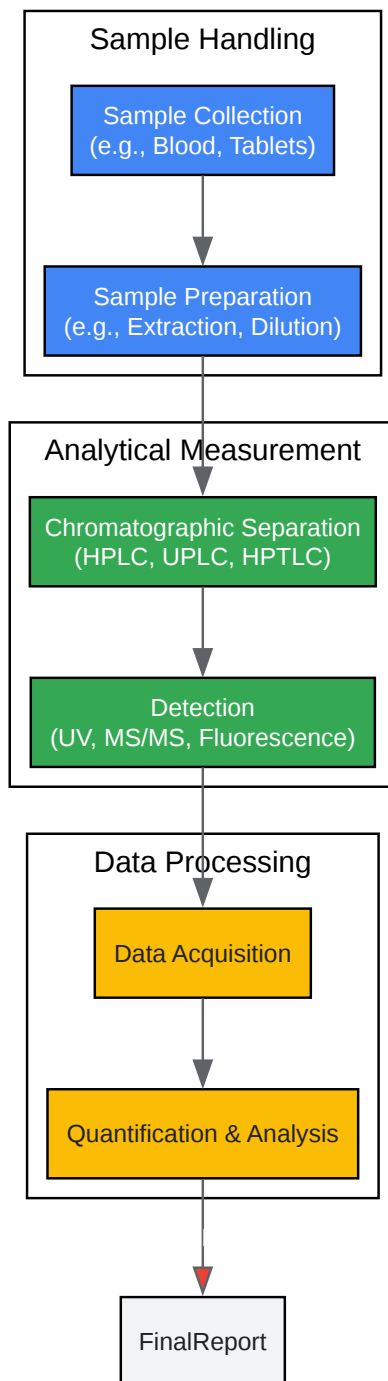 Sample Handling
Sample Collection
(e.g., Blood, Tablets)
Sample Preparation
(e.g., Extraction, Dilution)
Analytical Measurement
Chromatographic Separation
(HPLC, UPLC, HPTLC)
Detection
(UV, MS/MS, Fluorescence)
Data Processing
Data Acquisition
Quantification & Analysis
FinalReport